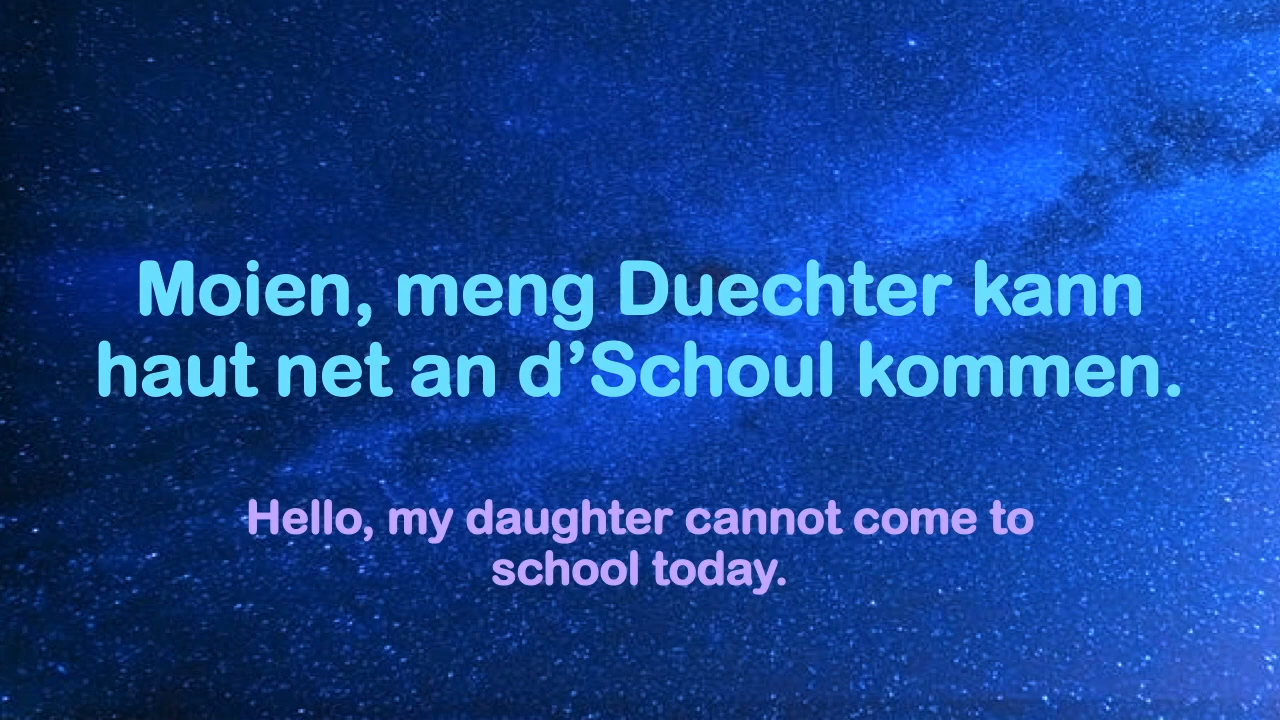 Moien, meng Duechter kann
haut net an d’Schoul kommen.
Hello, my daughter cannot come to
school today.